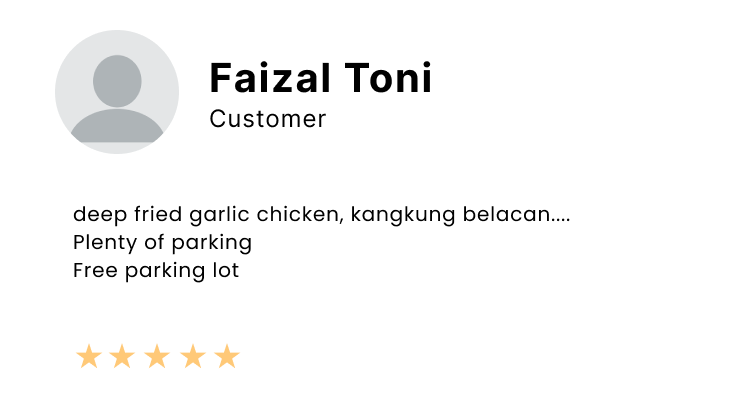 Faizal Toni
Customer
deep fried garlic chicken, kangkung belacan....
Plenty of parking
Free parking lot